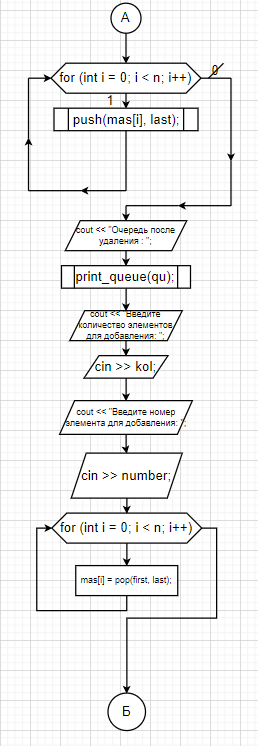 А
for (int i = 0; i < n; i++)
0
1
push(mas[i], last);
cout << "Очередь после
удаления : ";
print_queue(qu);
cout << "Введите
количество элементов
для добавления: ";
cin >> kol;
cout << "Введите номер
элемента для добавления: ";
cin >> number;
for (int i = 0; i < n; i++)
mas[i] = pop(first, last);
Б